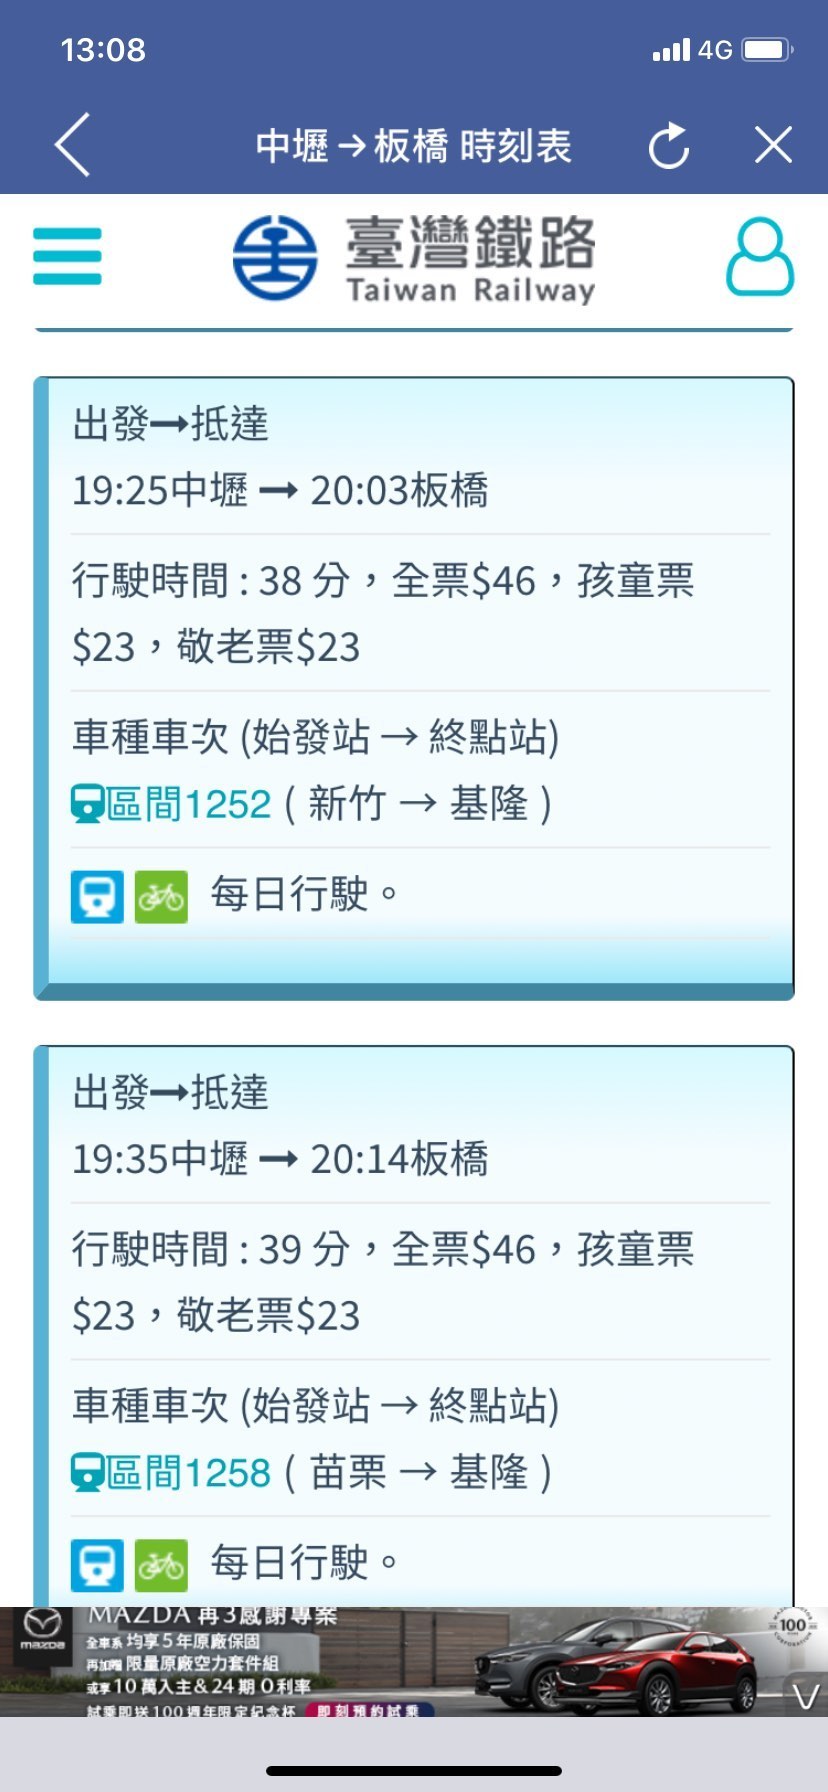 13:08
4G
中壢→板橋 時刻表
臺灣鐵路
Taiwan Railway
出發→抵達
19:25中壢 → 20:03板橋
行駛時間 : 38 分，全票$46，孩童票
$23，敬老票$23
車種車次 (始發站 → 終點站)
區間1252 ( 新竹 → 基隆 )
每日行駛。
出發→抵達
19:35中壢 → 20:14板橋
行駛時間 : 39 分，全票$46，孩童票
$23，敬老票$23
車種車次 (始發站 → 終點站)
區間1258 ( 苗栗 → 基隆 )
每日行駛。
MAZDA 再3感謝專案
mazda
全車系 均享5年原廠保固
再加碼 限量原廠空力套件組
或享10萬入主&24期0利率
試乘即送100週年限定紀念杯 即刻預約試乘
100